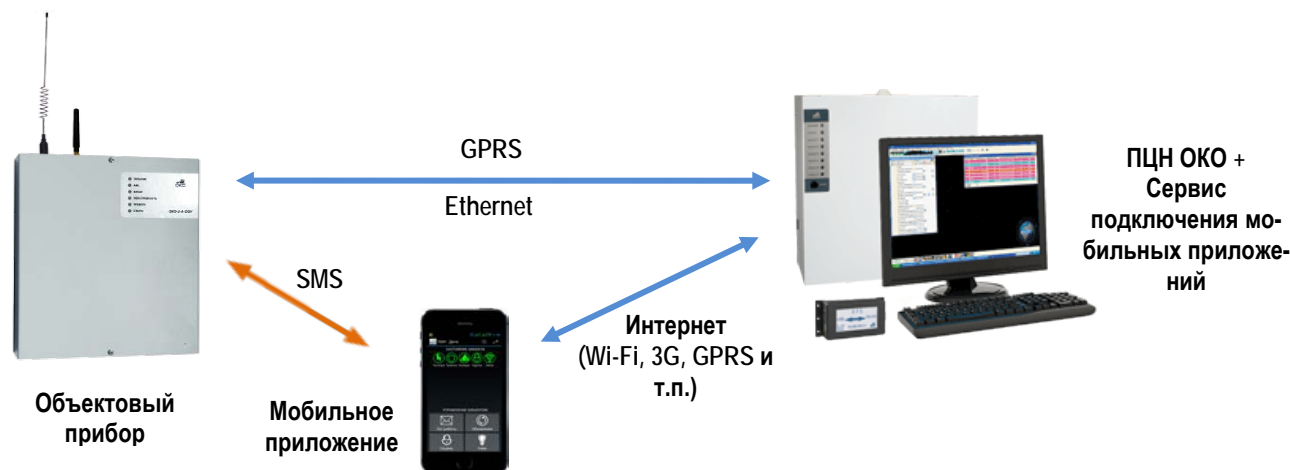 GPRS
Ethernet
SMS
ОКО
Интернет
(Wi-Fi, 3G, GPRS и
т.п.)
ПЦН ОКО +
Сервис
подключения мо-
бильных приложе-
ний
Объектовый
прибор
Мобильное
приложение